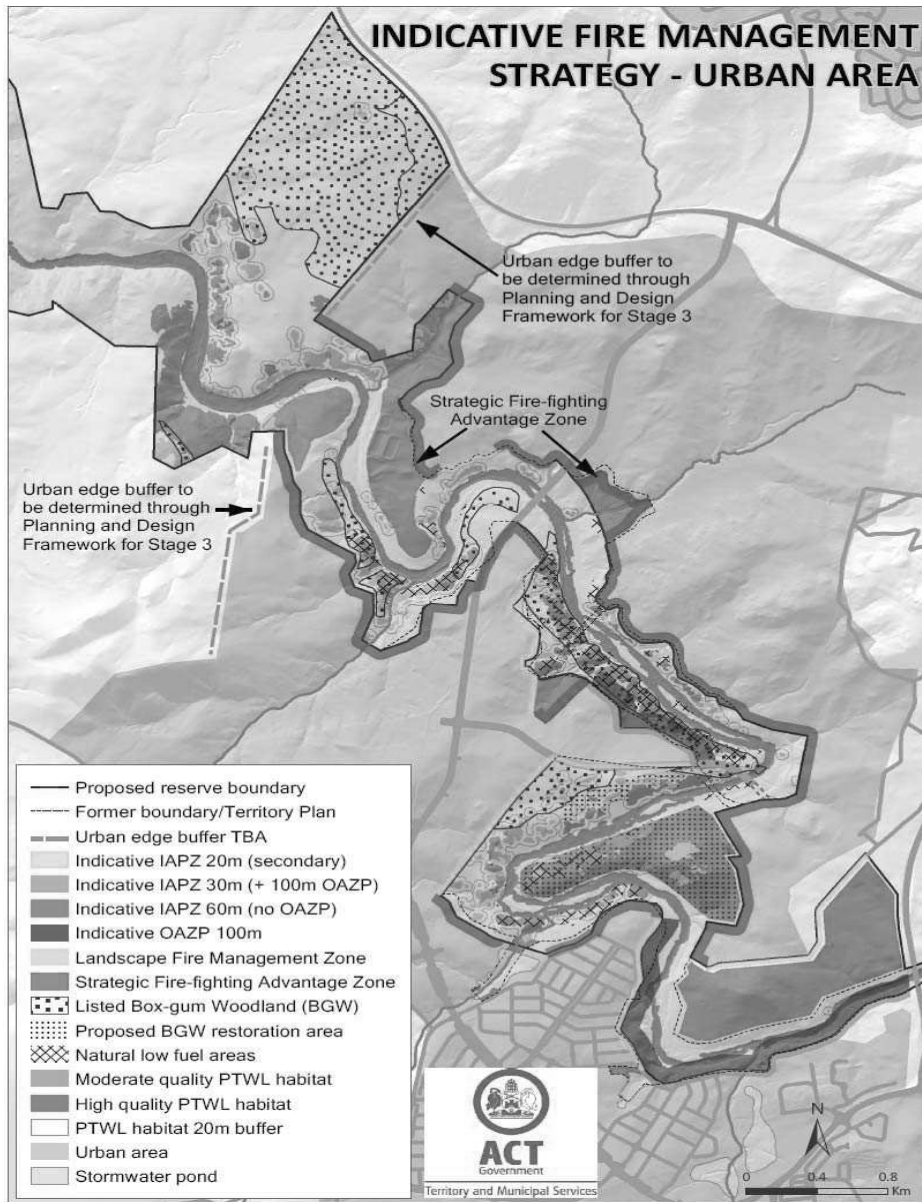 INDICATIVE FIRE MANAGEMENT
STRATEGY - URBAN AREA
Urban edge buffer to
be determined through
Planning and Design
Framework for Stage 3
Strategic Fire-fighting
Advantage Zone
Urban edge buffer to
be determined through
Planning and Design
Framework for Stage 3
Proposed reserve boundary
Former boundary/Territory Plan
Urban edge buffer TBA
Indicative IAPZ 20m (secondary)
Indicative IAPZ 30m (+ 100m OAZP)
Indicative IAPZ 60m (no OAZP)
Indicative OAZP 100m
Landscape Fire Management Zone
Strategic Fire-fighting Advantage Zone
Listed Box-gum Woodland (BGW)
Proposed BGW restoration area
Natural low fuel areas
Moderate quality PTWL habitat
High quality PTWL habitat
PTWL habitat 20m buffer
Urban area
Stormwater pond
ACT
Government
Territory and Municipal Services
N
0 0.4 0.8
Km